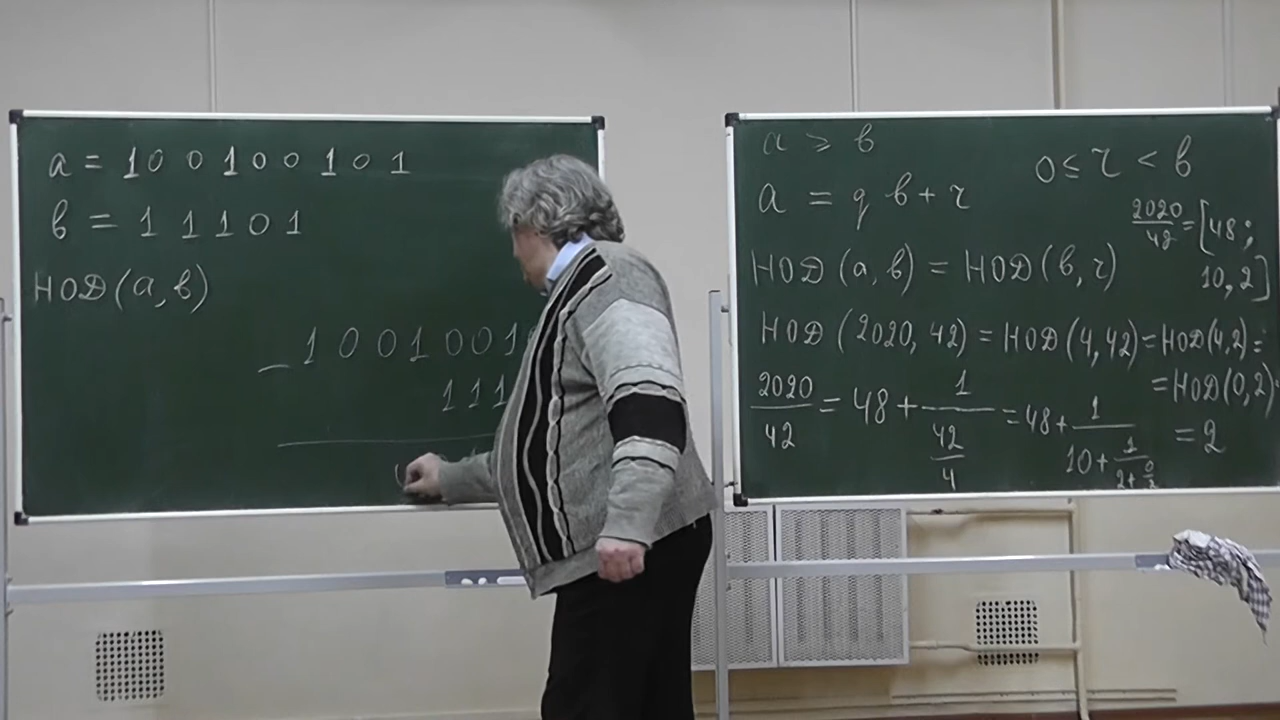 a = 100100101
b = 11101
НОД(a, b)
1001001
111
a ⩾ b
0 ≤ r < b
a = q b + r
2020/42 = [48; 10, 2]
НОД(a, b) = НОД(b, r)
НОД(2020, 42) = НОД(4, 42) = НОД(4, 2) =
= НОД(0, 2) =
= 2
2020/42 = 48 + 1/(42/4) = 48 + 1/(10 + 1/(2 + 0/2))